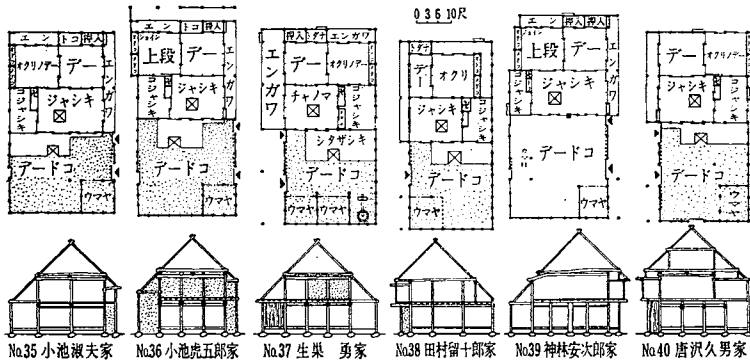 0 3 6 10尺
エン トコ 押入
オクリノデー デー エンガワ
コジャシキ ジャシキ
デードコ
ウマヤ
エン トコ 押入
上段 デー エンガワ
コジャシキ ジャシキ
デードコ
ウマヤ
押入 トダナ エンガワ
エンガワ デー オクリノデー
チャノマ コジャシキ
シタザシキ
デードコ
ウマヤ ウマヤ
トダナ
デー オクリ
ジャシキ コジャシキ
デードコ
ウマヤ
エン 押入
上段 デー
コジャシキ ジャシキ
デードコ
ウマヤ
デー オクリノデー
ジャシキ コジャシキ
デードコ
ウマヤ
No.35 小池淑夫家
No.36 小池虎五郎家
No.37 生巣 勇家
No.38 田村留十郎家
No.39 神林安次郎家
No.40 唐沢久男家